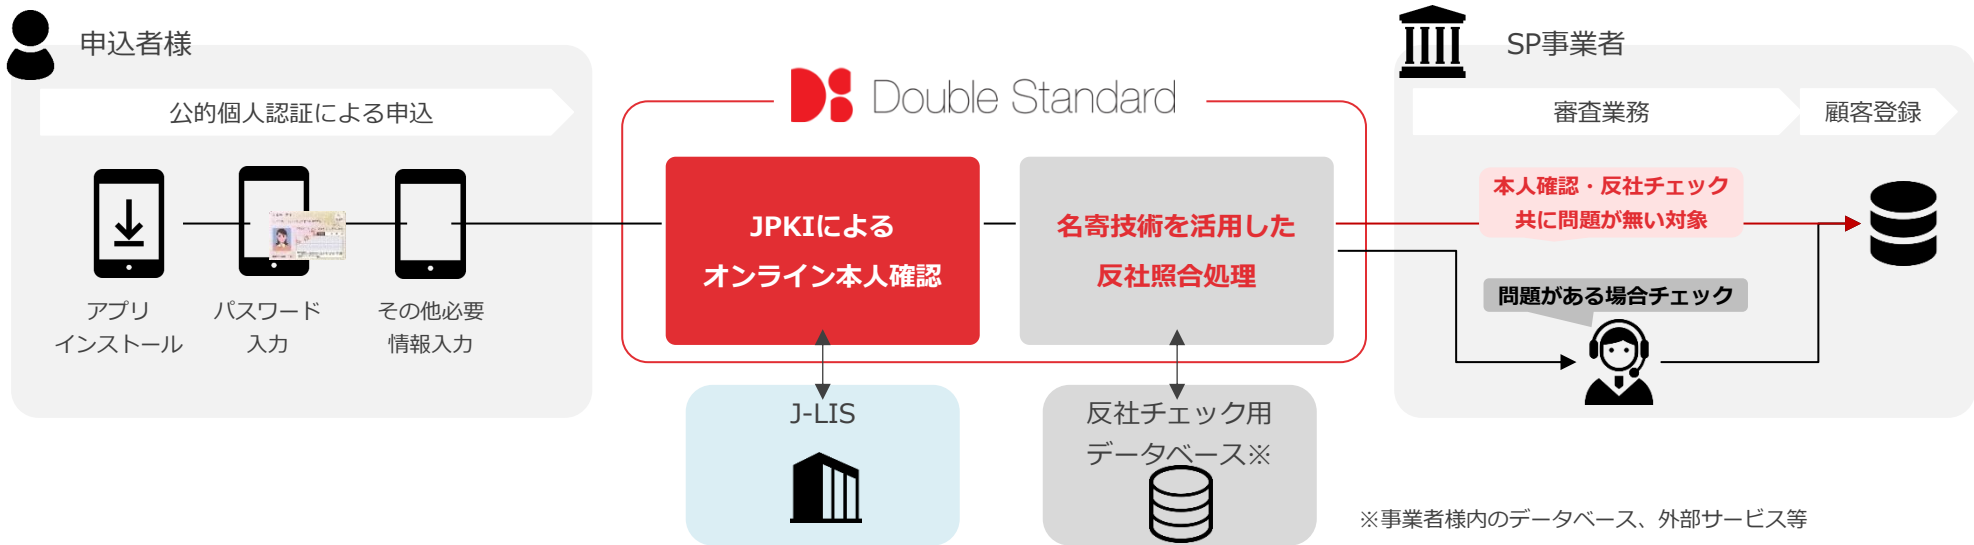 申込者様
公的個人認証による申込
アプリ
インストール
パスワード
入力
その他必要
情報入力
Double Standard
JPKIによる
オンライン本人確認
名寄技術を活用した
反社照合処理
J-LIS
反社チェック用
データベース※
SP事業者
審査業務
顧客登録
本人確認・反社チェック
共に問題が無い対象
問題がある場合チェック
※事業者様内のデータベース、外部サービス等